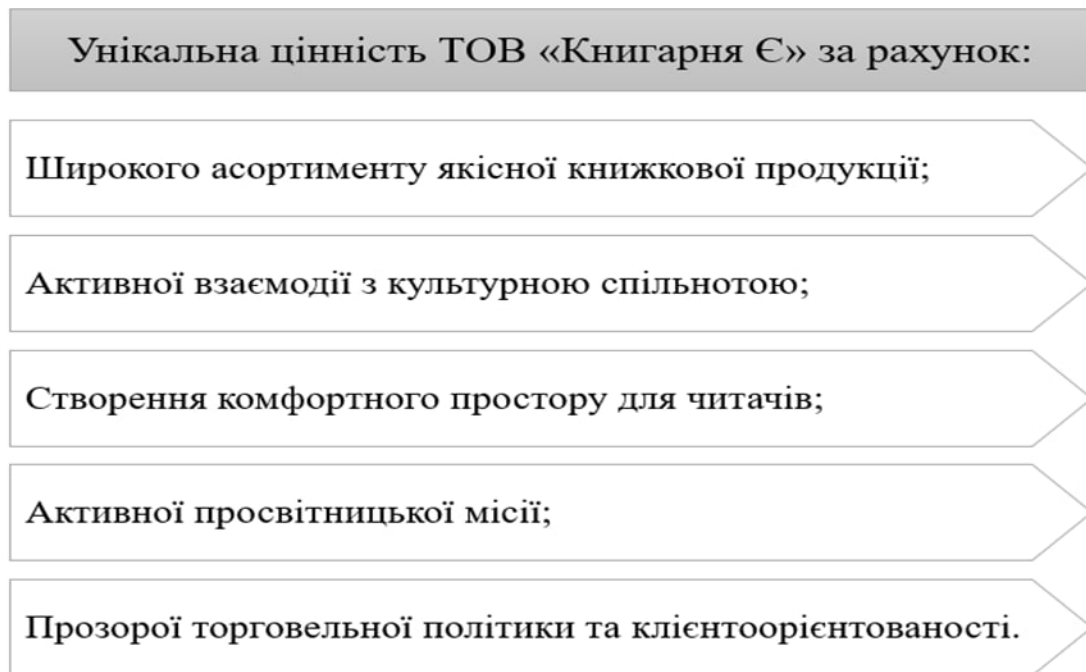 Унікальна цінність ТОВ «Книгарня Є» за рахунок:
Широкого асортименту якісної книжкової продукції;
Активної взаємодії з культурною спільнотою;
Створення комфортного простору для читачів;
Активної просвітницької місії;
Прозорої торговельної політики та клієнтоорієнтованості.